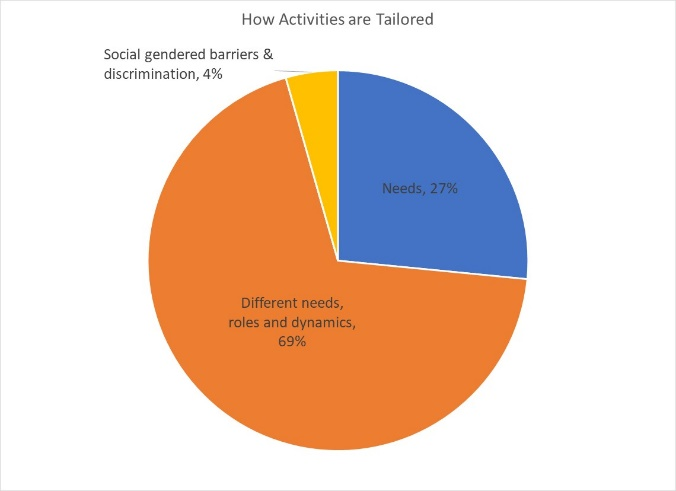 How Activities are Tailored
Social gendered barriers &
discrimination, 4%
Needs, 27%
Different needs,
roles and dynamics,
69%